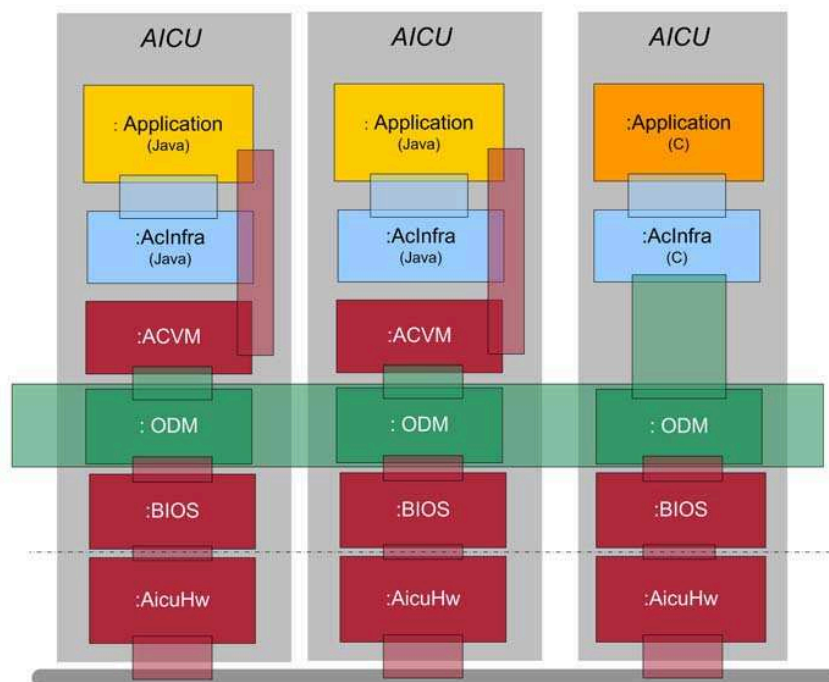 AICU
AICU
AICU
: Application
(Java)
: Application
(Java)
:Application
(C)
:AcInfra
(Java)
:AcInfra
(Java)
:AcInfra
(C)
:ACVM
:ACVM
: ODM
: ODM
: ODM
:BIOS
:BIOS
:BIOS
:AicuHw
:AicuHw
:AicuHw